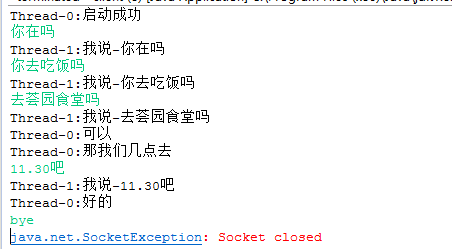 Thread-0:启动成功
你在吗
Thread-1:我说-你在吗
你去吃饭吗
Thread-1:我说-你去吃饭吗
去荟园食堂吗
Thread-1:我说-去荟园食堂吗
Thread-0:可以
Thread-0:那我们几点去
11.30吧
Thread-1:我说-11.30吧
Thread-0:好的
bye
java.net.SocketException: Socket closed